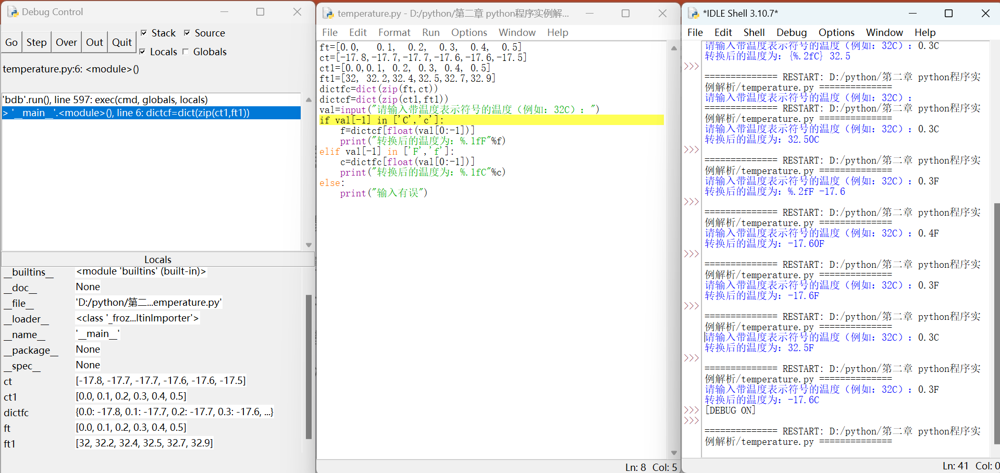 Debug Control
Go Step Over Out Quit
Stack Source
Locals Globals
temperature.py:6: <module>()
'bdb'.run(), line 597: exec(cmd, globals, locals)
> '__main__'.<module>(), line 6: dictcf=dict(zip(ct1,ft1))
Locals
__builtins__ <module 'builtins' (built-in)>
__doc__ None
__file__ 'D:/python/第二...emperature.py'
__loader__ <class '_froz...ltinImporter'>
__name__ '__main__'
__package__ None
__spec__ None
ct [-17.8, -17.7, -17.7, -17.6, -17.6, -17.5]
ct1 [0.0, 0.1, 0.2, 0.3, 0.4, 0.5]
dictfc {0.0: -17.8, 0.1: -17.7, 0.2: -17.7, 0.3: -17.6, ...}
ft [0.0, 0.1, 0.2, 0.3, 0.4, 0.5]
ft1 [32, 32.2, 32.4, 32.5, 32.7, 32.9]
temperature.py - D:/python/第二章 python程序实例解...
File Edit Format Run Options Window Help
ft=[0.0, 0.1, 0.2, 0.3, 0.4, 0.5]
ct=[-17.8,-17.7,-17.7,-17.6,-17.6,-17.5]
ct1=[0.0,0.1, 0.2, 0.3, 0.4, 0.5]
ft1=[32, 32.2,32.4,32.5,32.7,32.9]
dictfc=dict(zip(ft,ct))
dictcf=dict(zip(ct1,ft1))
val=input("请输入带温度表示符号的温度（例如：32C）：")
if val[-1] in ['C','c']:
    f=dictcf[float(val[0:-1])]
    print("转换后的温度为：%.1fF"%f)
elif val[-1] in ['F','f']:
    c=dictfc[float(val[0:-1])]
    print("转换后的温度为：%.1fC"%c)
else:
    print("输入有误")
Ln: 8 Col: 5
*IDLE Shell 3.10.7*
File Edit Shell Debug Options Window Help
请输入带温度表示符号的温度（例如：32C）：0.3C
转换后的温度为：{%.2fC} 32.5
>>>
============== RESTART: D:/python/第二章 python程序实
例解析/temperature.py ==============
请输入带温度表示符号的温度（例如：32C）：
============== RESTART: D:/python/第二章 python程序实
例解析/temperature.py ==============
请输入带温度表示符号的温度（例如：32C）：0.3C
转换后的温度为：32.50C
>>>
============== RESTART: D:/python/第二章 python程序实
例解析/temperature.py ==============
请输入带温度表示符号的温度（例如：32C）：0.3F
转换后的温度为：%.2fF -17.6
>>>
============== RESTART: D:/python/第二章 python程序实
例解析/temperature.py ==============
请输入带温度表示符号的温度（例如：32C）：0.4F
转换后的温度为：-17.60F
>>>
============== RESTART: D:/python/第二章 python程序实
例解析/temperature.py ==============
请输入带温度表示符号的温度（例如：32C）：0.3F
转换后的温度为：-17.6F
>>>
============== RESTART: D:/python/第二章 python程序实
例解析/temperature.py ==============
请输入带温度表示符号的温度（例如：32C）：0.3C
转换后的温度为：32.5F
>>>
============== RESTART: D:/python/第二章 python程序实
例解析/temperature.py ==============
请输入带温度表示符号的温度（例如：32C）：0.3F
转换后的温度为：-17.6C
>>> [DEBUG ON]
>>>
============== RESTART: D:/python/第二章 python程序实
例解析/temperature.py ==============
Ln: 41 Col: 0